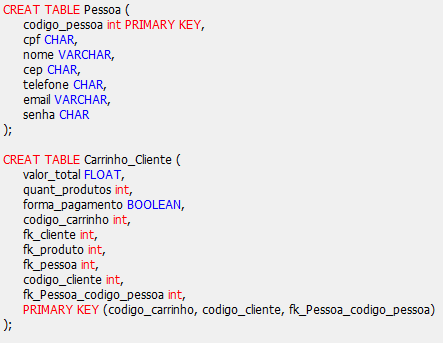 CREAT TABLE Pessoa (
codigo_pessoa int PRIMARY KEY,
cpf CHAR,
nome VARCHAR,
cep CHAR,
telefone CHAR,
email VARCHAR,
senha CHAR
);
CREAT TABLE Carrinho_Cliente (
valor_total FLOAT,
quant_produtos int,
forma_pagamento BOOLEAN,
codigo_carrinho int,
fk_cliente int,
fk_produto int,
fk_pessoa int,
codigo_cliente int,
fk_Pessoa_codigo_pessoa int,
PRIMARY KEY (codigo_carrinho, codigo_cliente, fk_Pessoa_codigo_pessoa)
);